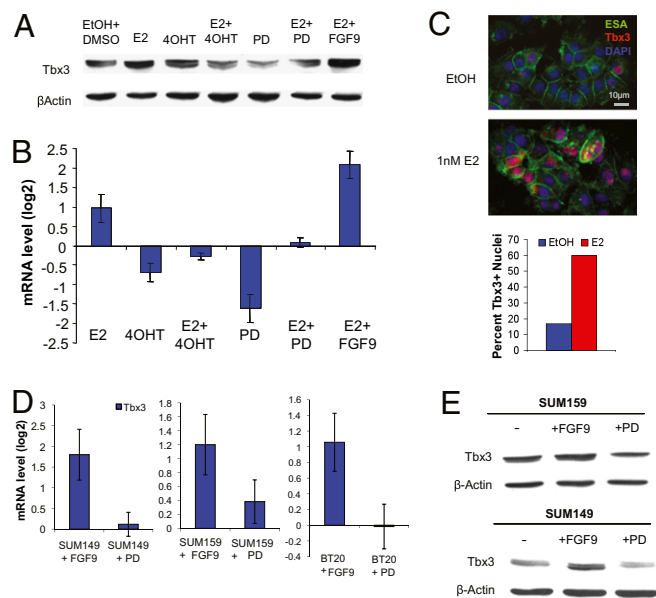 A
EtOH+
DMSO
E2
4OHT
E2+
4OHT
PD
E2+
PD
E2+
FGF9
Tbx3
βActin
B
mRNA level (log2)
2.5
2
1.5
1
0.5
0
-0.5
-1
-1.5
-2
-2.5
E2
4OHT
E2+
4OHT
PD
E2+
PD
E2+
FGF9
C
ESA
Tbx3
DAPI
EtOH
10µm
1nM E2
EtOH
E2
Percent Tbx3+ Nuclei
70
60
50
40
30
20
10
0
D
mRNA level (log2)
3
2.5
2
1.5
1
0.5
0
Tbx3
SUM149
+ FGF9
SUM149
+ PD
1.8
1.6
1.4
1.2
1
0.8
0.6
0.4
0.2
0
SUM159
+ FGF9
SUM159
+ PD
1.6
1.4
1.2
1
0.8
0.6
0.4
0.2
0
-0.2
-0.4
BT20
+FGF9
BT20
+ PD
E
SUM159
-
+FGF9
+PD
Tbx3
β-Actin
SUM149
-
+FGF9
+PD
Tbx3
β-Actin